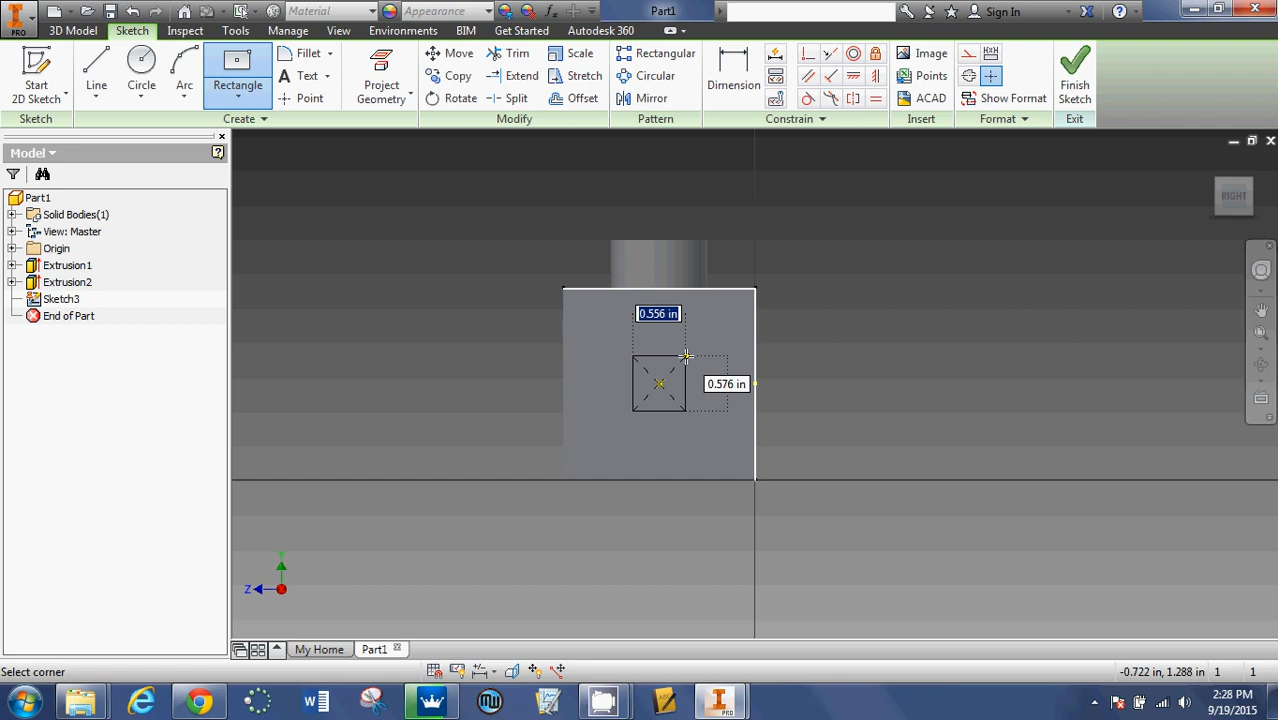 Material
Appearance
Part1
Sign In
PRO
3D Model
Sketch
Inspect
Tools
Manage
View
Environments
BIM
Get Started
Autodesk 360
Start
2D Sketch
Line
Circle
Arc
Rectangle
Fillet
Text
Point
Project
Geometry
Move
Copy
Rotate
Trim
Extend
Split
Scale
Stretch
Offset
Rectangular
Circular
Mirror
Dimension
Image
Points
ACAD
Show Format
Finish
Sketch
Sketch
Create
Modify
Pattern
Constrain
Insert
Format
Exit
Model
Part1
Solid Bodies(1)
View: Master
Origin
Extrusion1
Extrusion2
Sketch3
End of Part
RIGHT
0.556 in
0.576 in
Z
My Home
Part1
Select corner
-0.722 in, 1.288 in
1
1
PRO
2:28 PM
9/19/2015